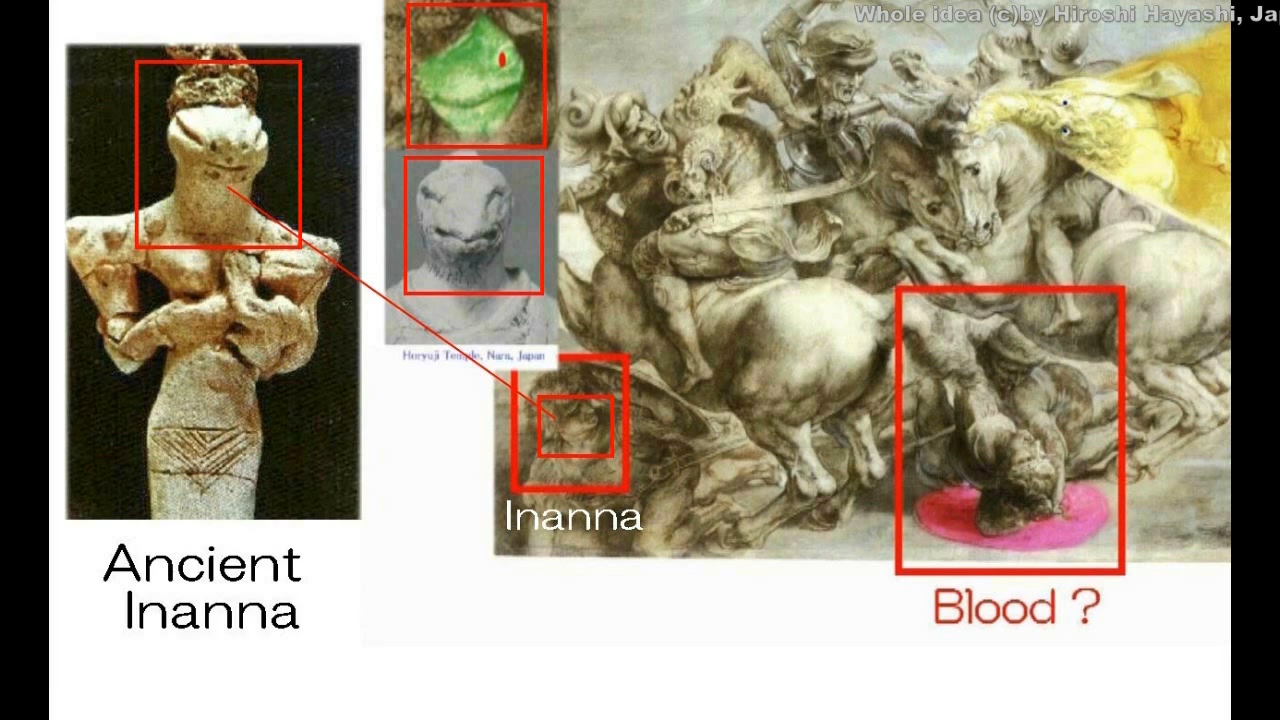 Whole idea (c)by Hiroshi Hayashi, Ja
Horyuji Temple, Nara, Japan
Inanna
Ancient
Inanna
Blood ?